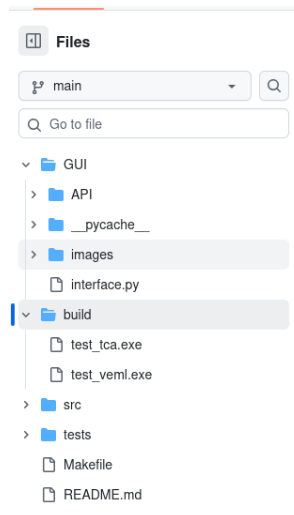 Files
main
Go to file
GUI
API
__pycache__
images
interface.py
build
test_tca.exe
test_veml.exe
src
tests
Makefile
README.md